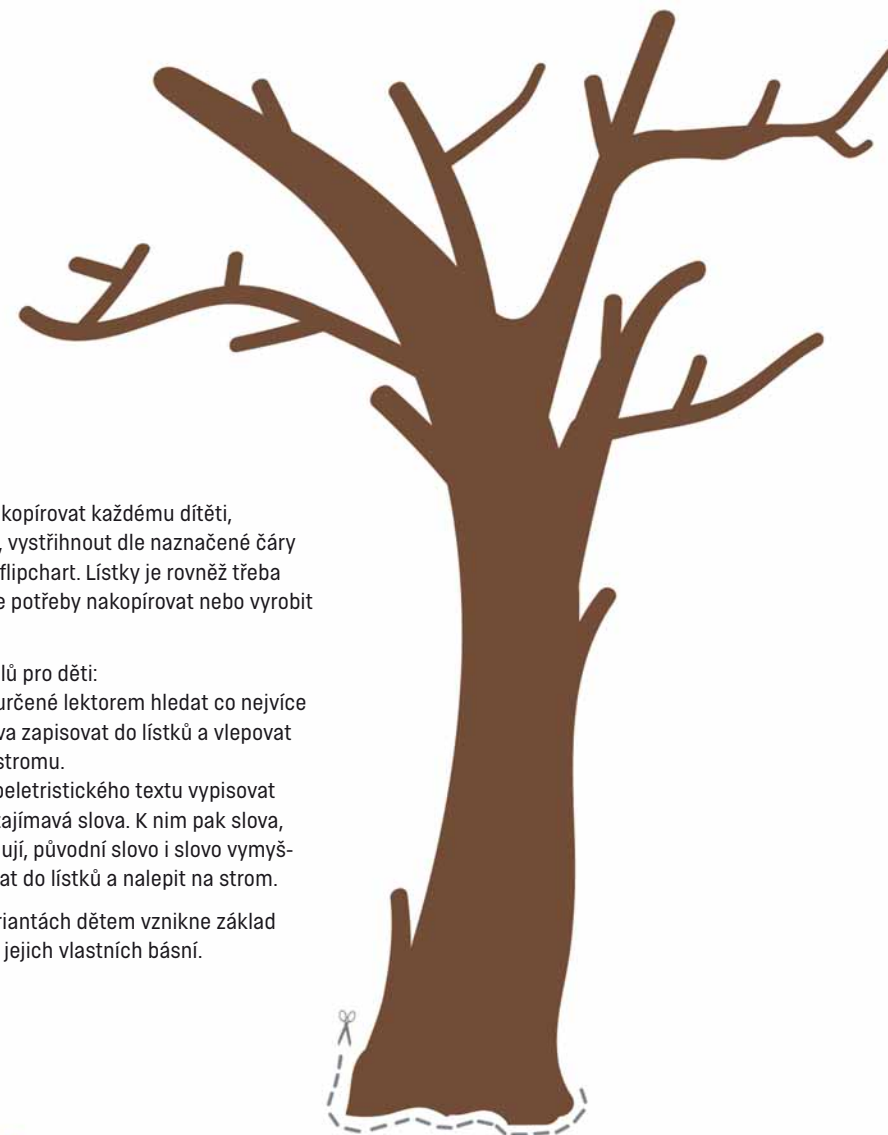 kopírovat každému dítěti,
, vystřihnout dle naznačené čáry
flipchart. Lístky je rovněž třeba
e potřeby nakopírovat nebo vyrobit
lů pro děti:
určené lektorem hledat co nejvíce
va zapisovat do lístků a vlepovat
stromu.
beletristického textu vypisovat
zajímavá slova. K nim pak slova,
ují, původní slovo i slovo vymyš-
at do lístků a nalepit na strom.
riantách dětem vznikne základ
jejich vlastních básní.